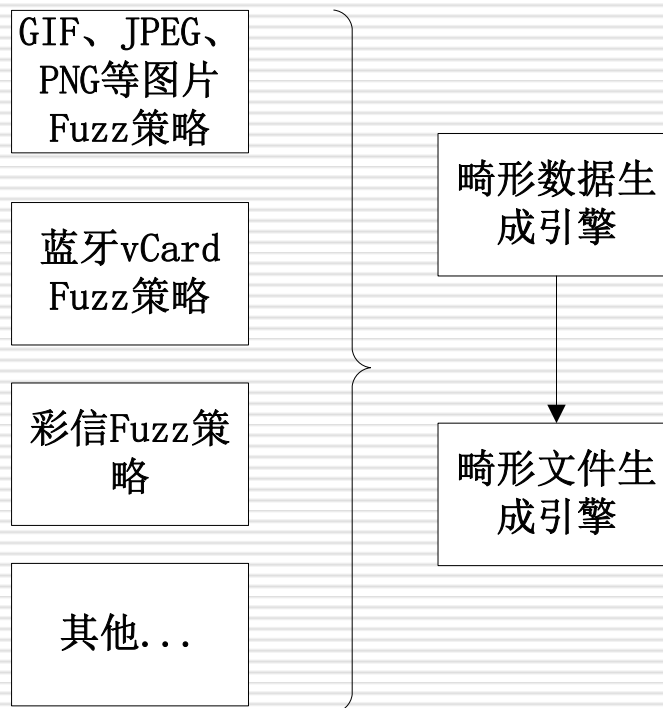 GIF、JPEG、
PNG等图片
Fuzz策略
蓝牙vCard
Fuzz策略
彩信Fuzz策
略
其他...
畸形数据生
成引擎
畸形文件生
成引擎